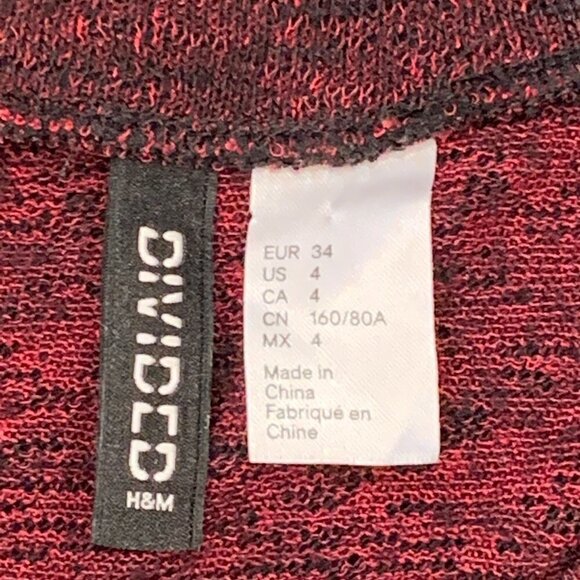 DIVIDED
H&M
EUR 34
US 4
CA 4
CN 160/80A
MX 4
Made in
China
Fabriqué en
Chine